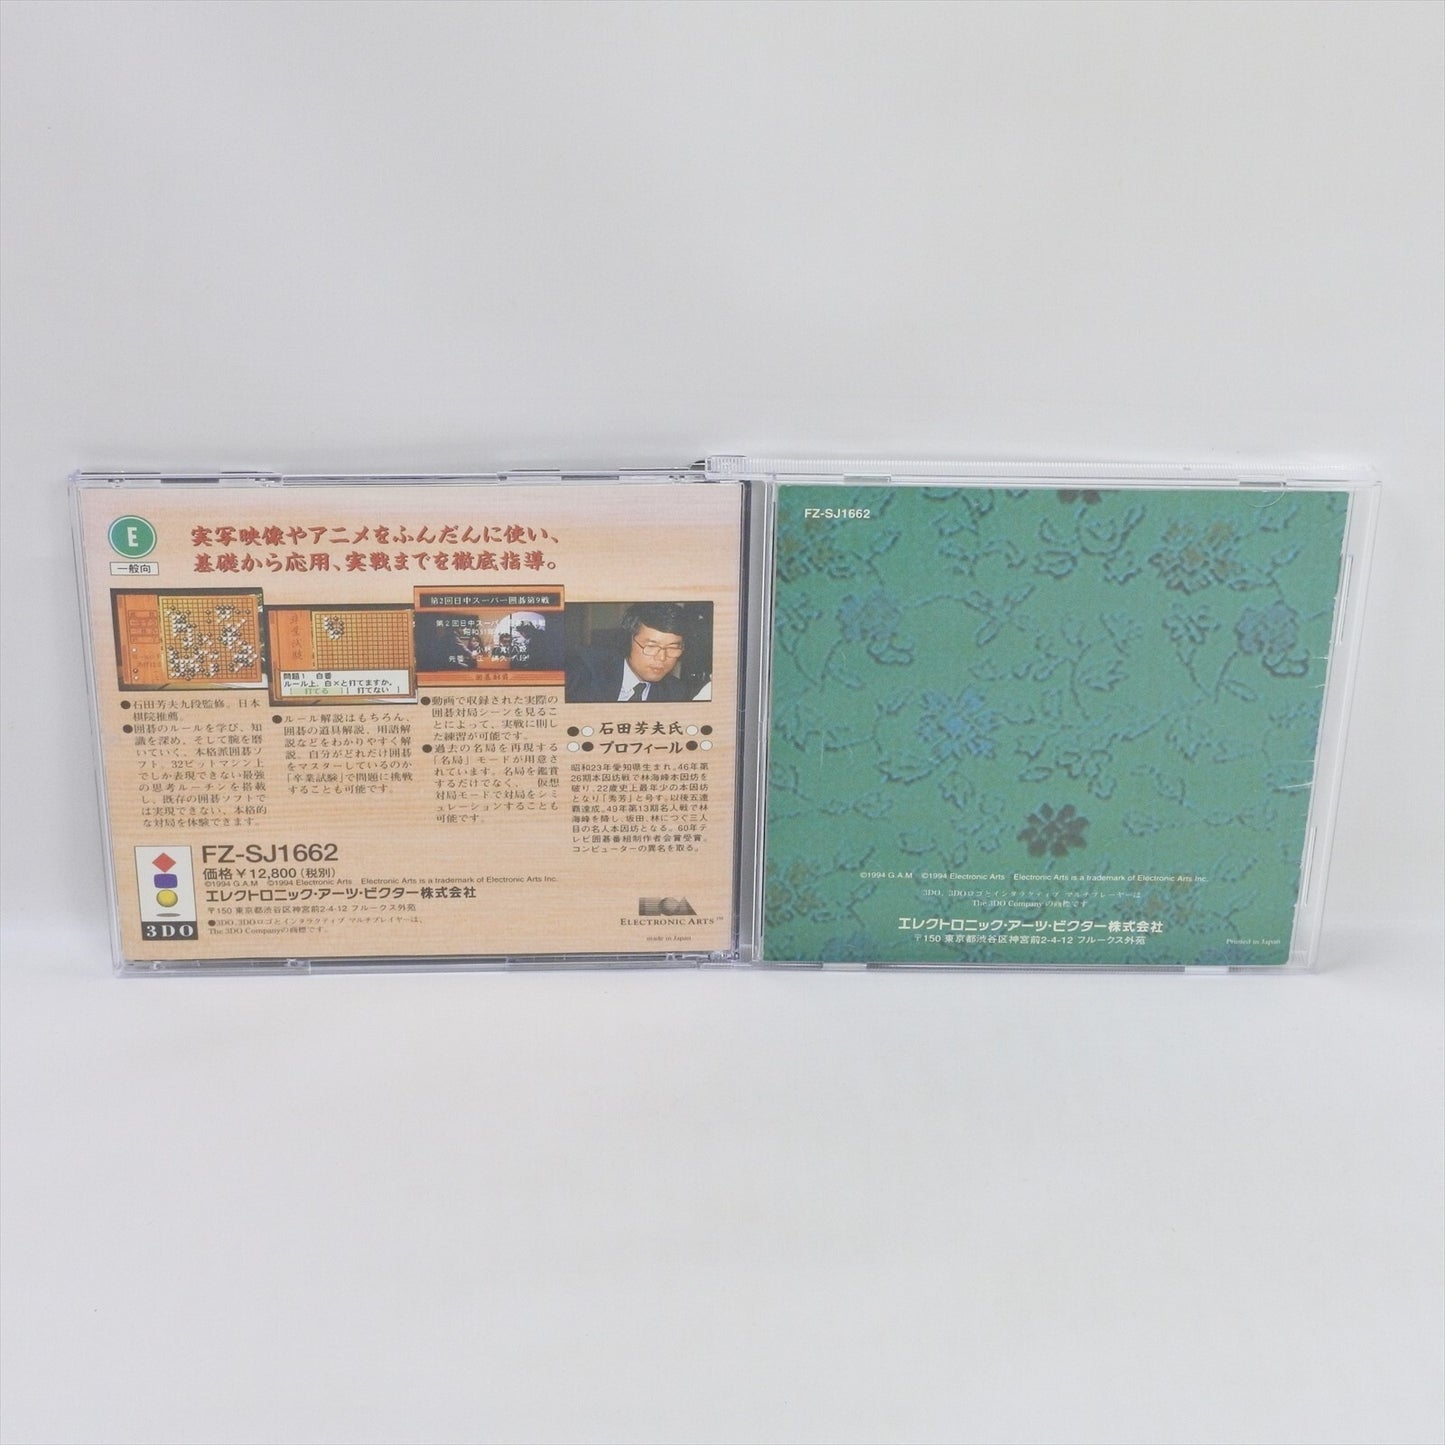 E
一般向
実写映像やアニメをふんだんに使い、
基礎から応用、実戦までを徹底指導。
問題1 白番
ルール上、白×と打てますか。
打てる 打てない
第2回日中スーパー囲碁第9戦
●石田芳夫九段監修。日本
棋院推薦。
●囲碁のルールを学び、知
識を深め、そして腕を磨
いていく、本格派囲碁ソ
フト。32ビットマシン上
でしか表現できない最強
の思考ルーチンを搭載
し、既存の囲碁ソフトで
は実現できない、本格的
な対局を体験できます。
●ルール解説はもちろん、
囲碁の道具解説、用語解
説などをわかりやすく解
説。自分がどれだけ囲碁
をマスターしているのか
「卒業試験」で問題に挑戦
することも可能です。
●動画で収録された実際の
囲碁対局シーンを見るこ
とによって、実戦に則し
た練習が可能です。
●過去の名局を再現する
「名局」モードが用意さ
れています。名局を鑑賞
するだけでなく、仮想
対局モードで対局をシミ
ュレーションすることも
可能です。
石田芳夫氏
プロフィール
昭和23年愛知県生まれ。46年第
26期本因坊戦で林海峰本因坊を
破り、22歳史上最年少の本因坊
となり「秀芳」と号す。以後五連
覇達成。49年第13期名人戦で林
海峰を降し、坂田、林につぐ三人
目の名人本因坊となる。60年テ
レビ囲碁番組制作者会賞受賞。
コンピューターの異名を取る。
3DO
FZ-SJ1662
価格 ¥12,800(税別)
©1994 G.A.M ©1994 Electronic Arts Electronic Arts is a trademark of Electronic Arts Inc.
エレクトロニック・アーツ・ビクター株式会社
〒150 東京都渋谷区神宮前2-4-12 フルークス外苑
●3DO、3DOロゴとインタラクティブ マルチプレイヤーは、
The 3DO Companyの商標です。
ELECTRONIC ARTS™
made in Japan
FZ-SJ1662
©1994 G.A.M ©1994 Electronic Arts Electronic Arts is a trademark of Electronic Arts Inc.
3DO、3DOロゴとインタラクティブ マルチプレーヤーは
The 3DO Companyの商標です
エレクトロニック・アーツ・ビクター株式会社
〒150 東京都渋谷区神宮前2-4-12 フルークス外苑
Printed in Japan